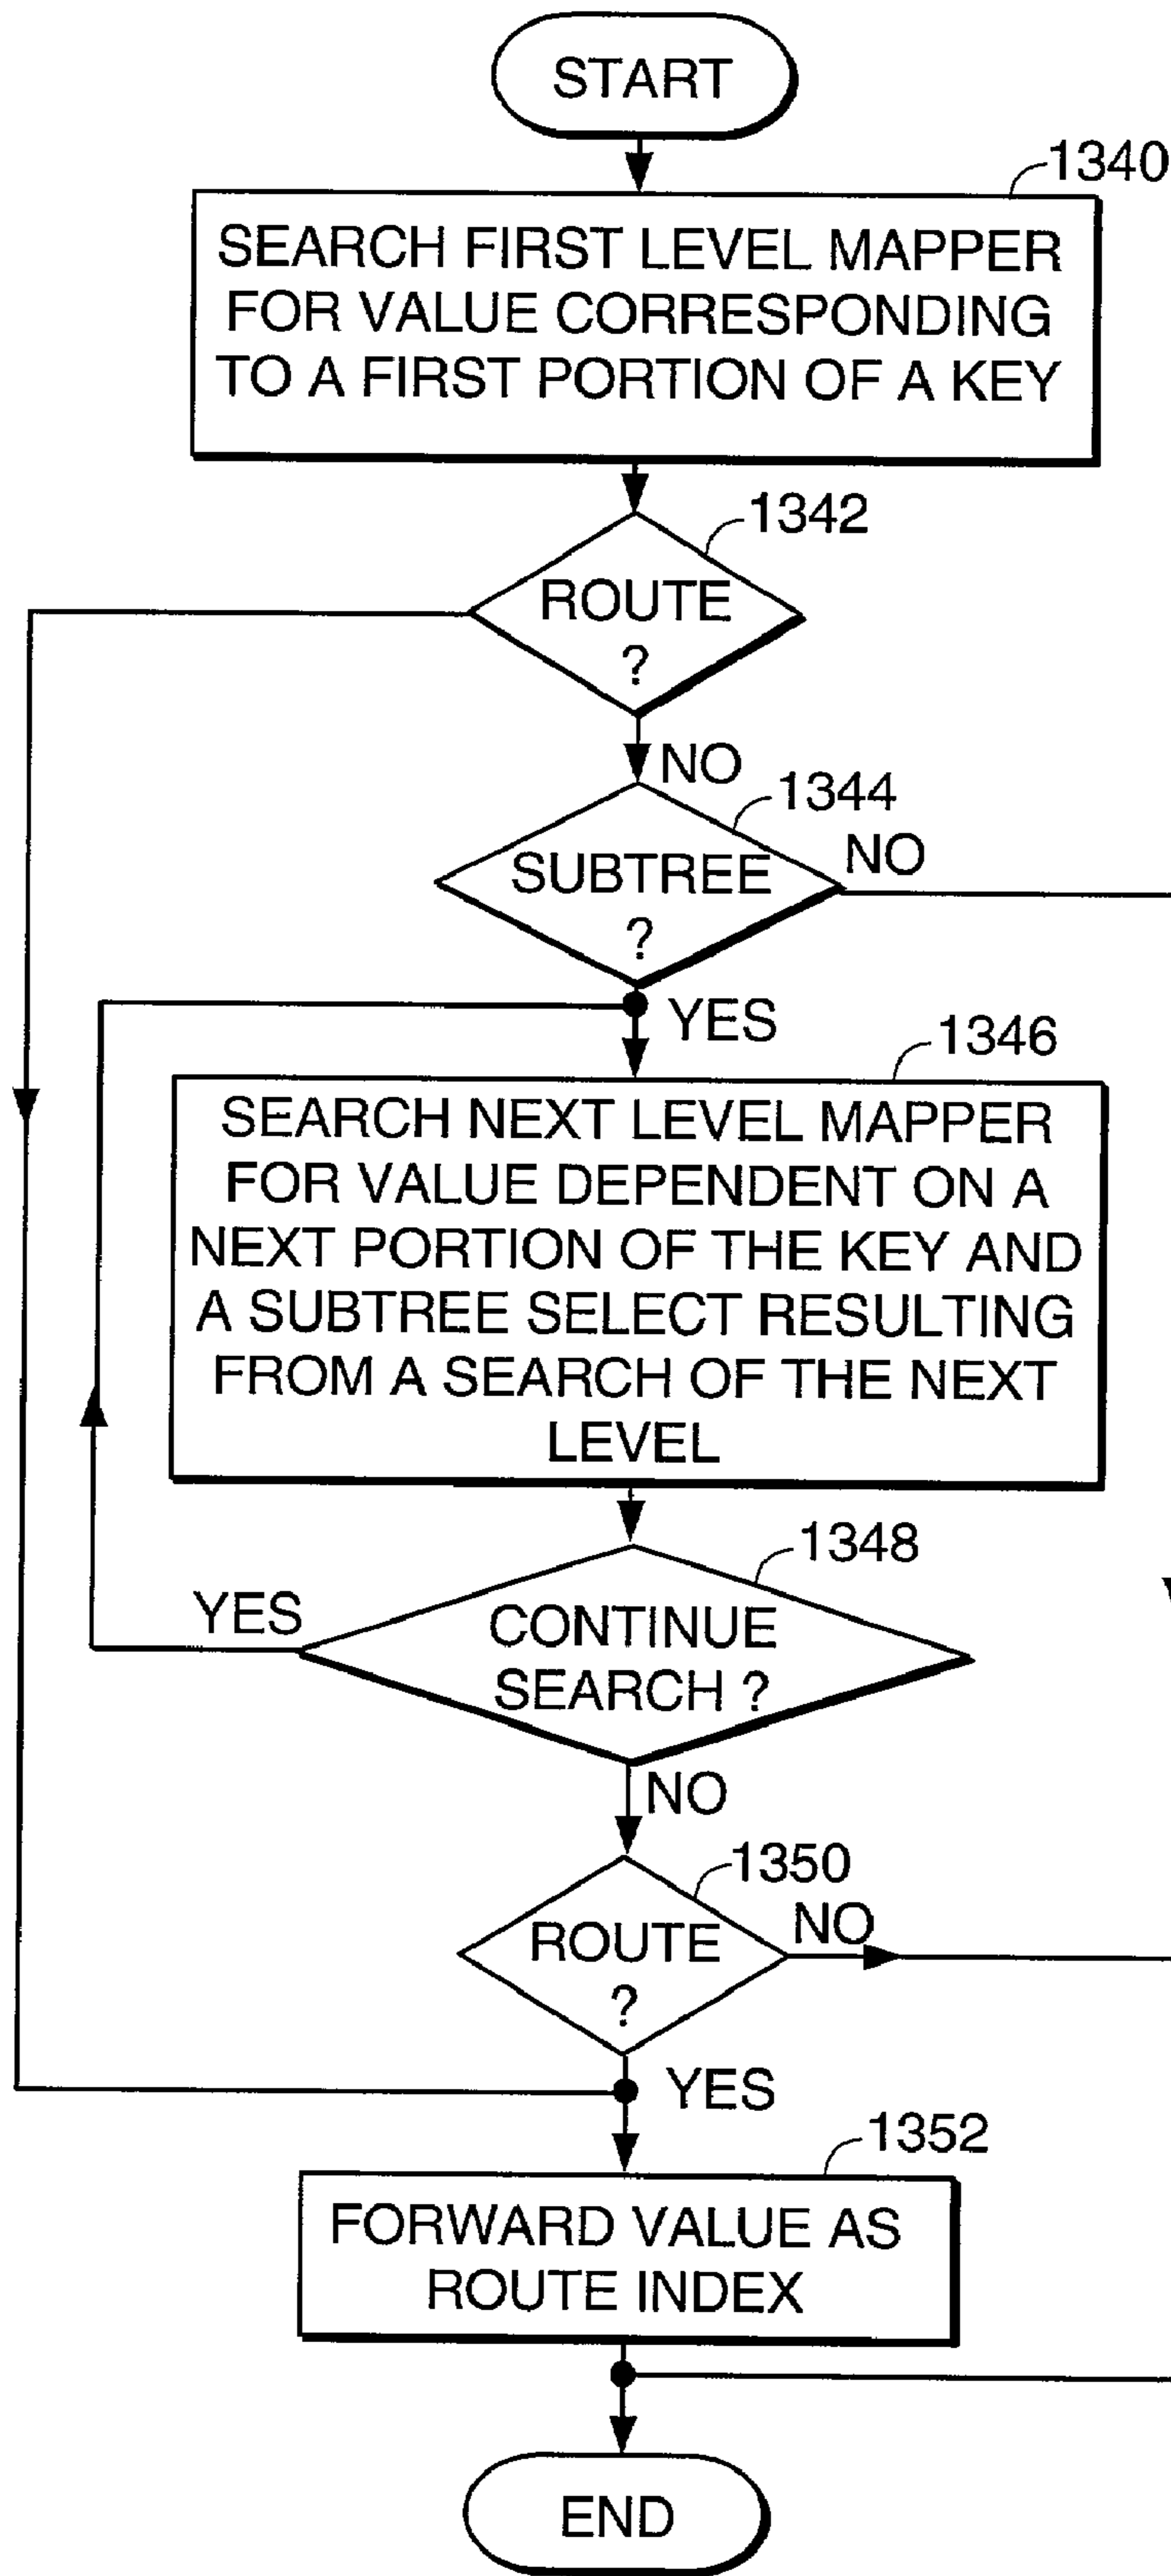 START
1340
SEARCH FIRST LEVEL MAPPER
FOR VALUE CORRESPONDING
TO A FIRST PORTION OF A KEY
1342
ROUTE
?
NO
1344
SUBTREE
?
NO
YES
1346
SEARCH NEXT LEVEL MAPPER
FOR VALUE DEPENDENT ON A
NEXT PORTION OF THE KEY AND
A SUBTREE SELECT RESULTING
FROM A SEARCH OF THE NEXT
LEVEL
1348
YES
CONTINUE
SEARCH ?
NO
1350
ROUTE
?
NO
YES
1352
FORWARD VALUE AS
ROUTE INDEX
END